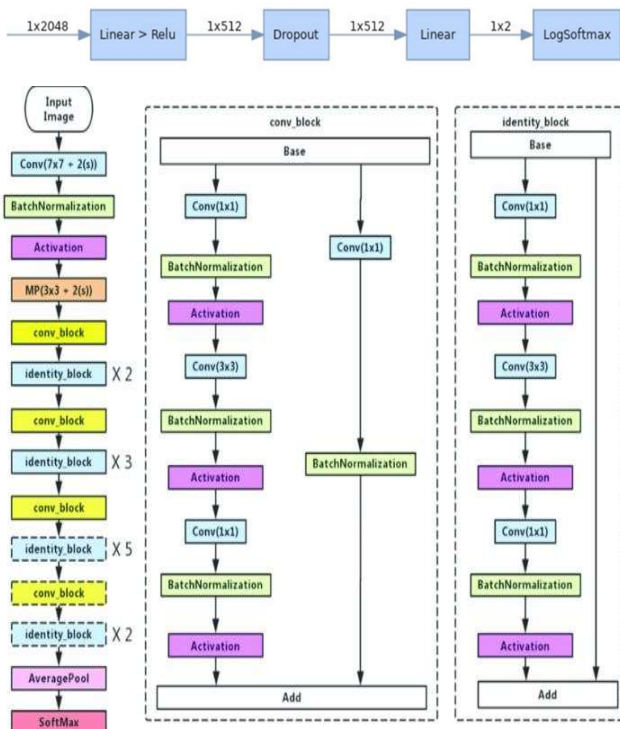 1x2048
Linear > Relu
1x512
Dropout
1x512
Linear
1x2
LogSoftmax
Input
Image
Conv(7x7 + 2(s))
BatchNormalization
Activation
MP(3x3 + 2(s))
conv_block
identity_block X 2
conv_block
identity_block X 3
conv_block
identity_block X 5
conv_block
identity_block X 2
AveragePool
SoftMax
conv_block
Base
Conv(1x1)
BatchNormalization
Activation
Conv(3x3)
BatchNormalization
Activation
Conv(1x1)
BatchNormalization
Activation
Conv(1x1)
BatchNormalization
Add
identity_block
Base
Conv(1x1)
BatchNormalization
Activation
Conv(3x3)
BatchNormalization
Activation
Conv(1x1)
BatchNormalization
Activation
Add